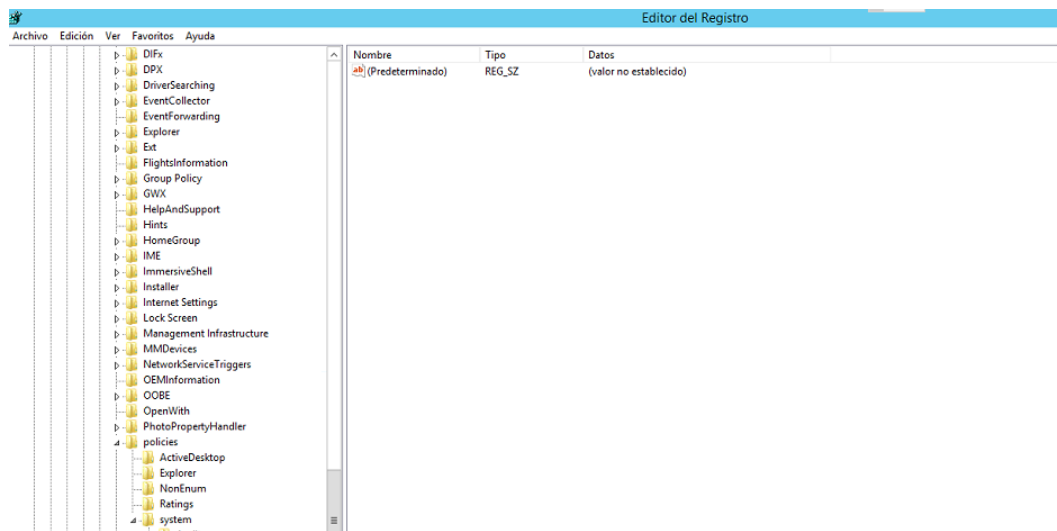 Editor del Registro
Archivo Edición Ver Favoritos Ayuda
DIFx
DPX
DriverSearching
EventCollector
EventForwarding
Explorer
Ext
FlightsInformation
Group Policy
GWX
HelpAndSupport
Hints
HomeGroup
IME
ImmersiveShell
Installer
Internet Settings
Lock Screen
Management Infrastructure
MMDevices
NetworkServiceTriggers
OEMInformation
OOBE
OpenWith
PhotoPropertyHandler
policies
ActiveDesktop
Explorer
NonEnum
Ratings
system
Nombre Tipo Datos
ab (Predeterminado) REG_SZ (valor no establecido)